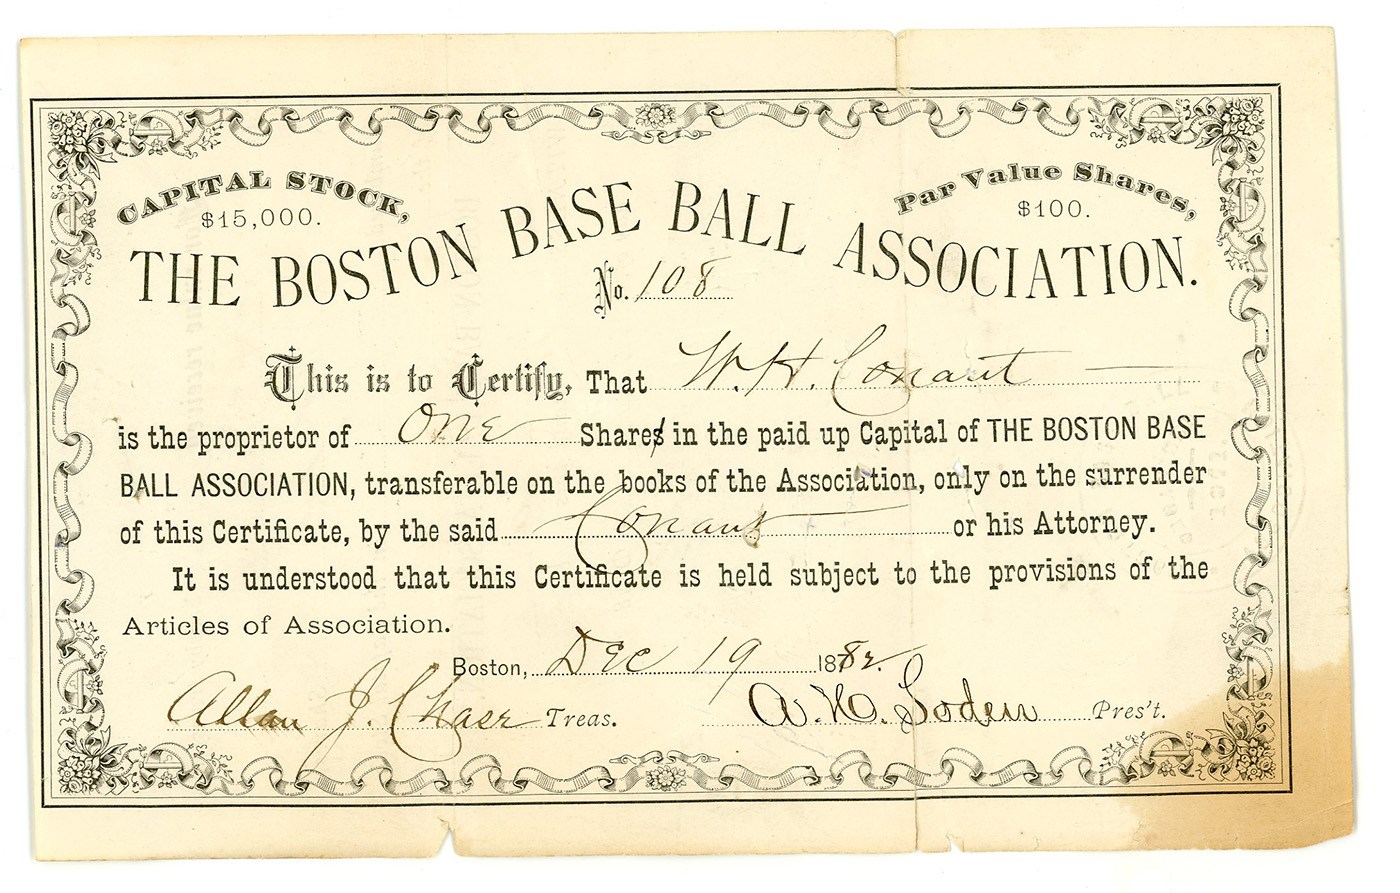 CAPITAL STOCK,
$15,000.
Par Value Shares,
$100.
THE BOSTON BASE BALL ASSOCIATION.
No. 108
This is to Certify, That W. H. Conant
is the proprietor of One Shares in the paid up Capital of THE BOSTON BASE
BALL ASSOCIATION, transferable on the books of the Association, only on the surrender
of this Certificate, by the said Conant or his Attorney.
It is understood that this Certificate is held subject to the provisions of the
Articles of Association.
Boston, Dec 19 1882.
Allan J. Chase Treas. A. H. Soden Pres't.